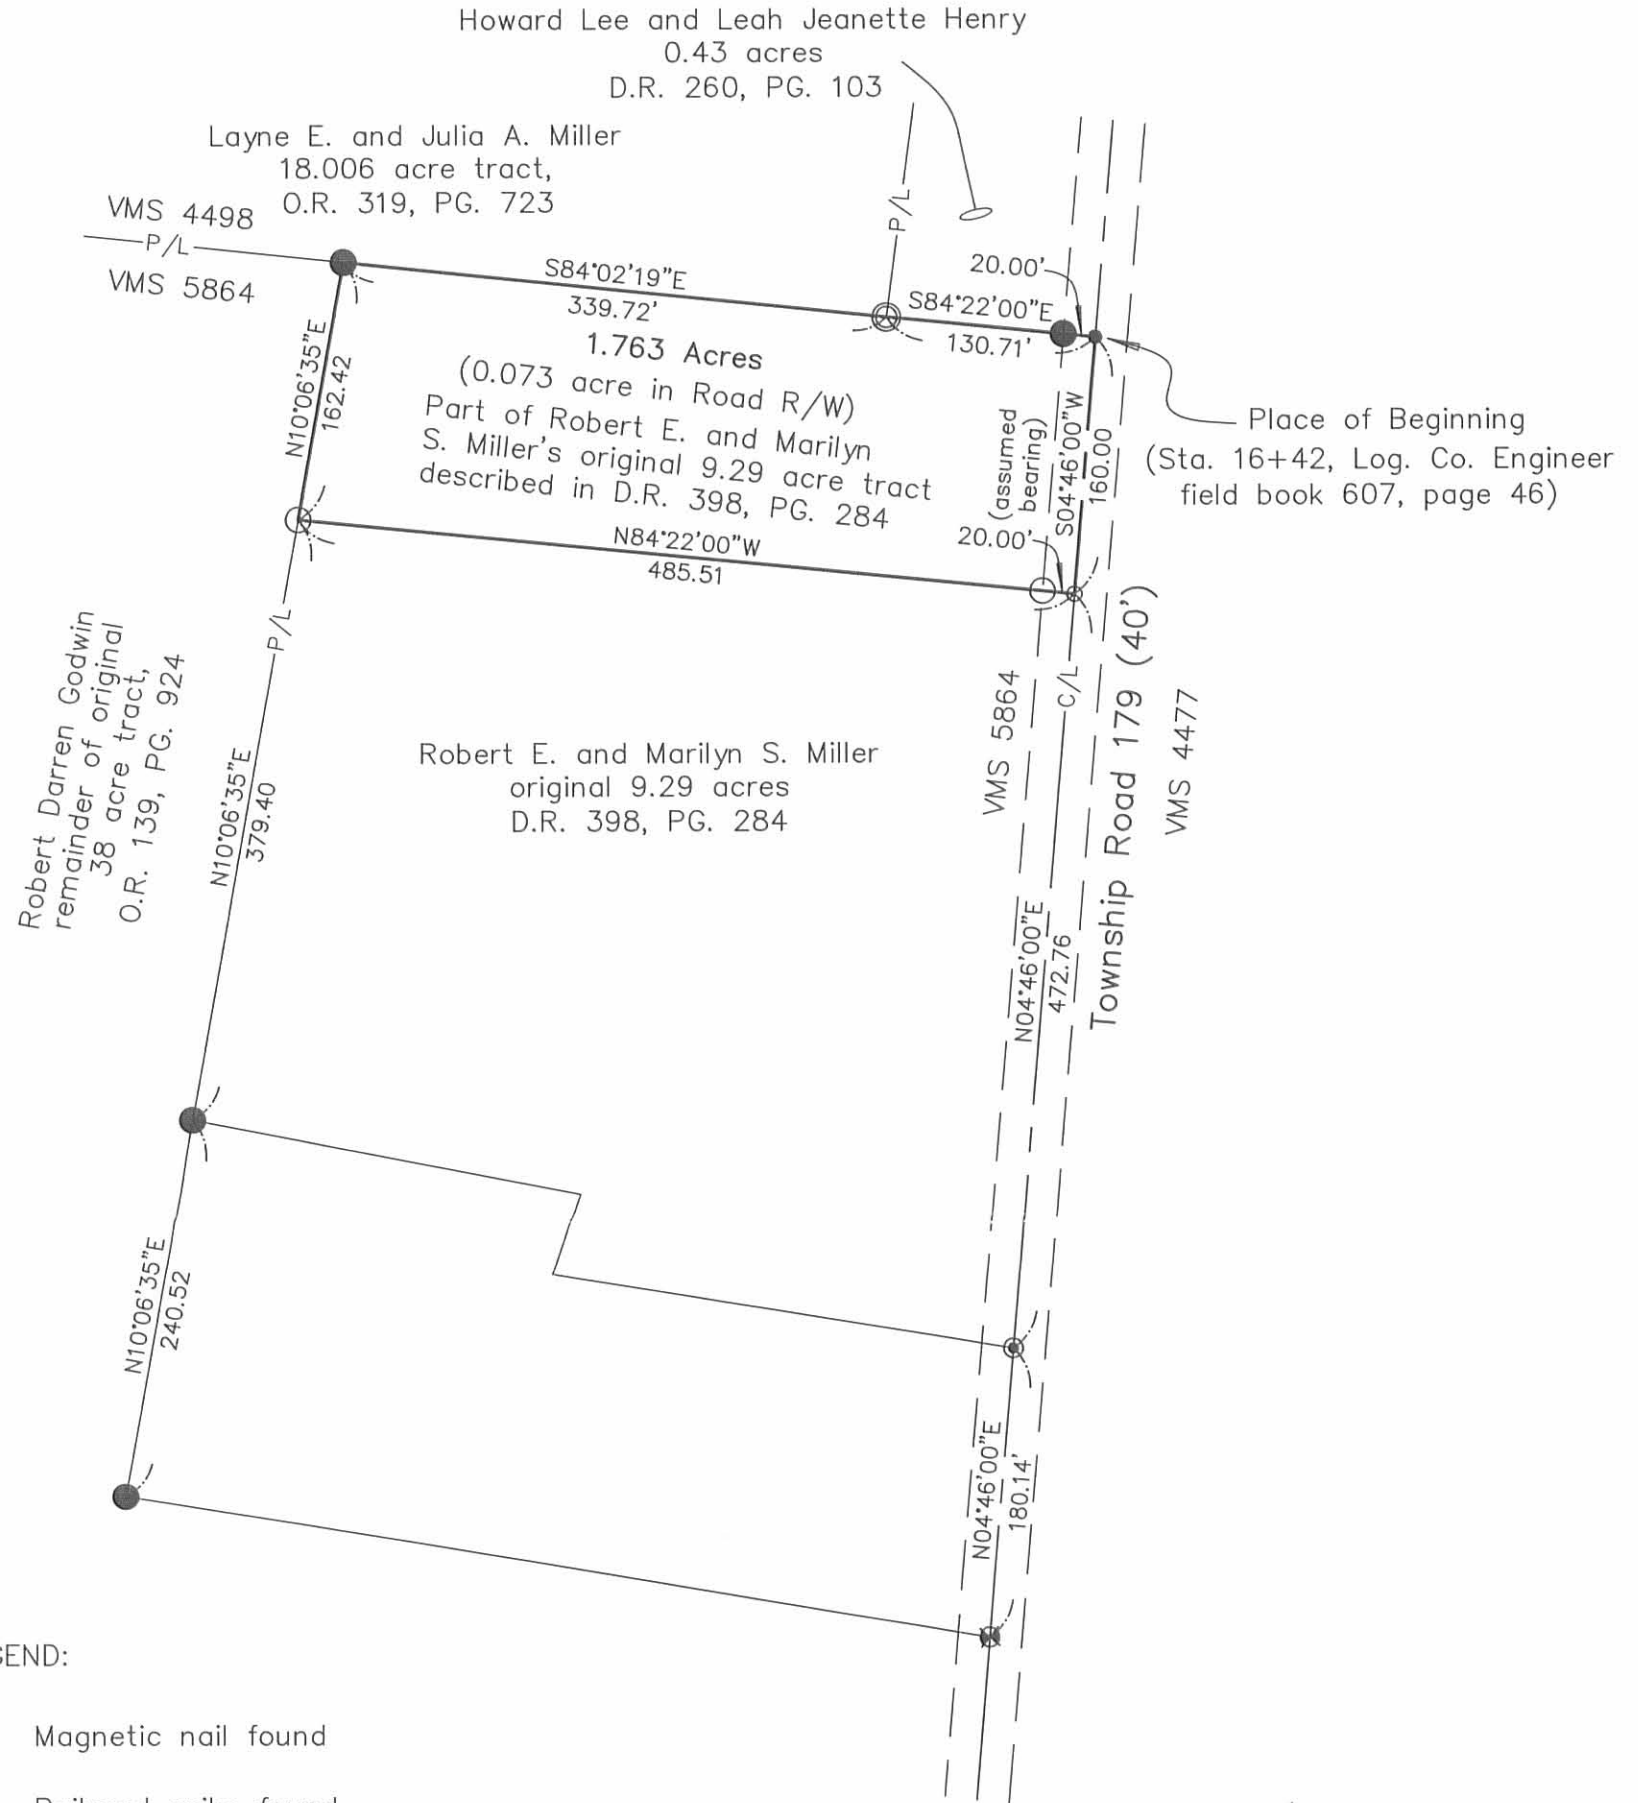 Howard Lee and Leah Jeanette Henry
0.43 acres
D.R. 260, PG. 103
Layne E. and Julia A. Miller
18.006 acre tract,
O.R. 319, PG. 723
VMS 4498
P/L
VMS 5864
P/L
S84°02'19"E
339.72'
20.00'
S84°22'00"E
130.71'
N10°06'35"E
162.42
1.763 Acres
(0.073 acre in Road R/W)
Part of Robert E. and Marilyn
S. Miller's original 9.29 acre tract
described in D.R. 398, PG. 284
(assumed
bearing)
S04°46'00"W
160.00
Place of Beginning
(Sta. 16+42, Log. Co. Engineer
field book 607, page 46)
N84°22'00"W
485.51
20.00'
P/L
C/L
Robert Darren Godwin
remainder of original
38 acre tract,
O.R. 139, PG. 924
N10°06'35"E
379.40
Robert E. and Marilyn S. Miller
original 9.29 acres
D.R. 398, PG. 284
VMS 5864
Township Road 179 (40')
VMS 4477
N04°46'00"E
472.76
N10°06'35"E
240.52
N04°46'00"E
180.14'
END:
Magnetic nail found